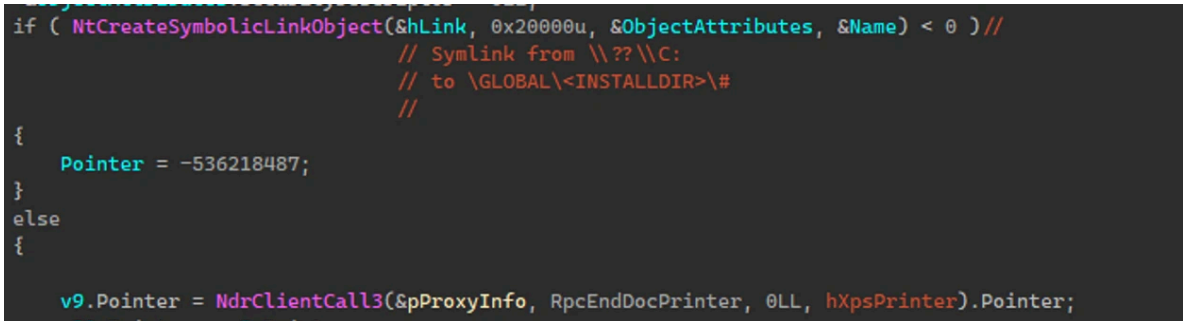 if ( NtCreateSymbolicLinkObject(&hLink, 0x20000u, &ObjectAttributes, &Name) < 0 )//
// Symlink from \\??\\C:
// to \GLOBAL\<INSTALLDIR>\#
//
{
Pointer = -536218487;
}
else
{
v9.Pointer = NdrClientCall3(&pProxyInfo, RpcEndDocPrinter, 0LL, hXpsPrinter).Pointer;